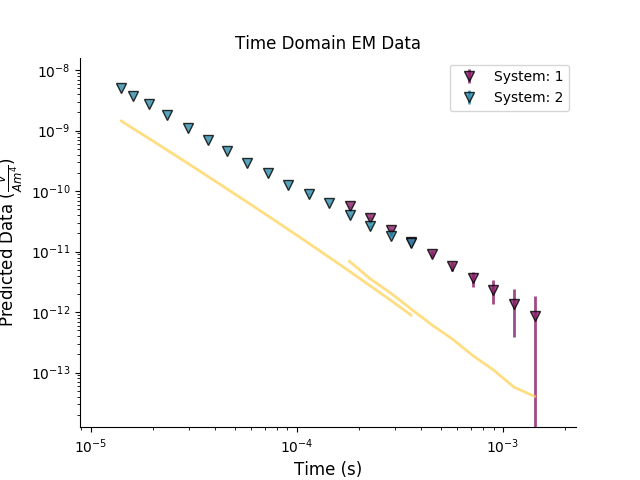 Time Domain EM Data
System: 1
System: 2
Predicted Data (V/Am⁴)
10⁻⁸
10⁻⁹
10⁻¹⁰
10⁻¹¹
10⁻¹²
10⁻¹³
10⁻⁵
10⁻⁴
10⁻³
Time (s)